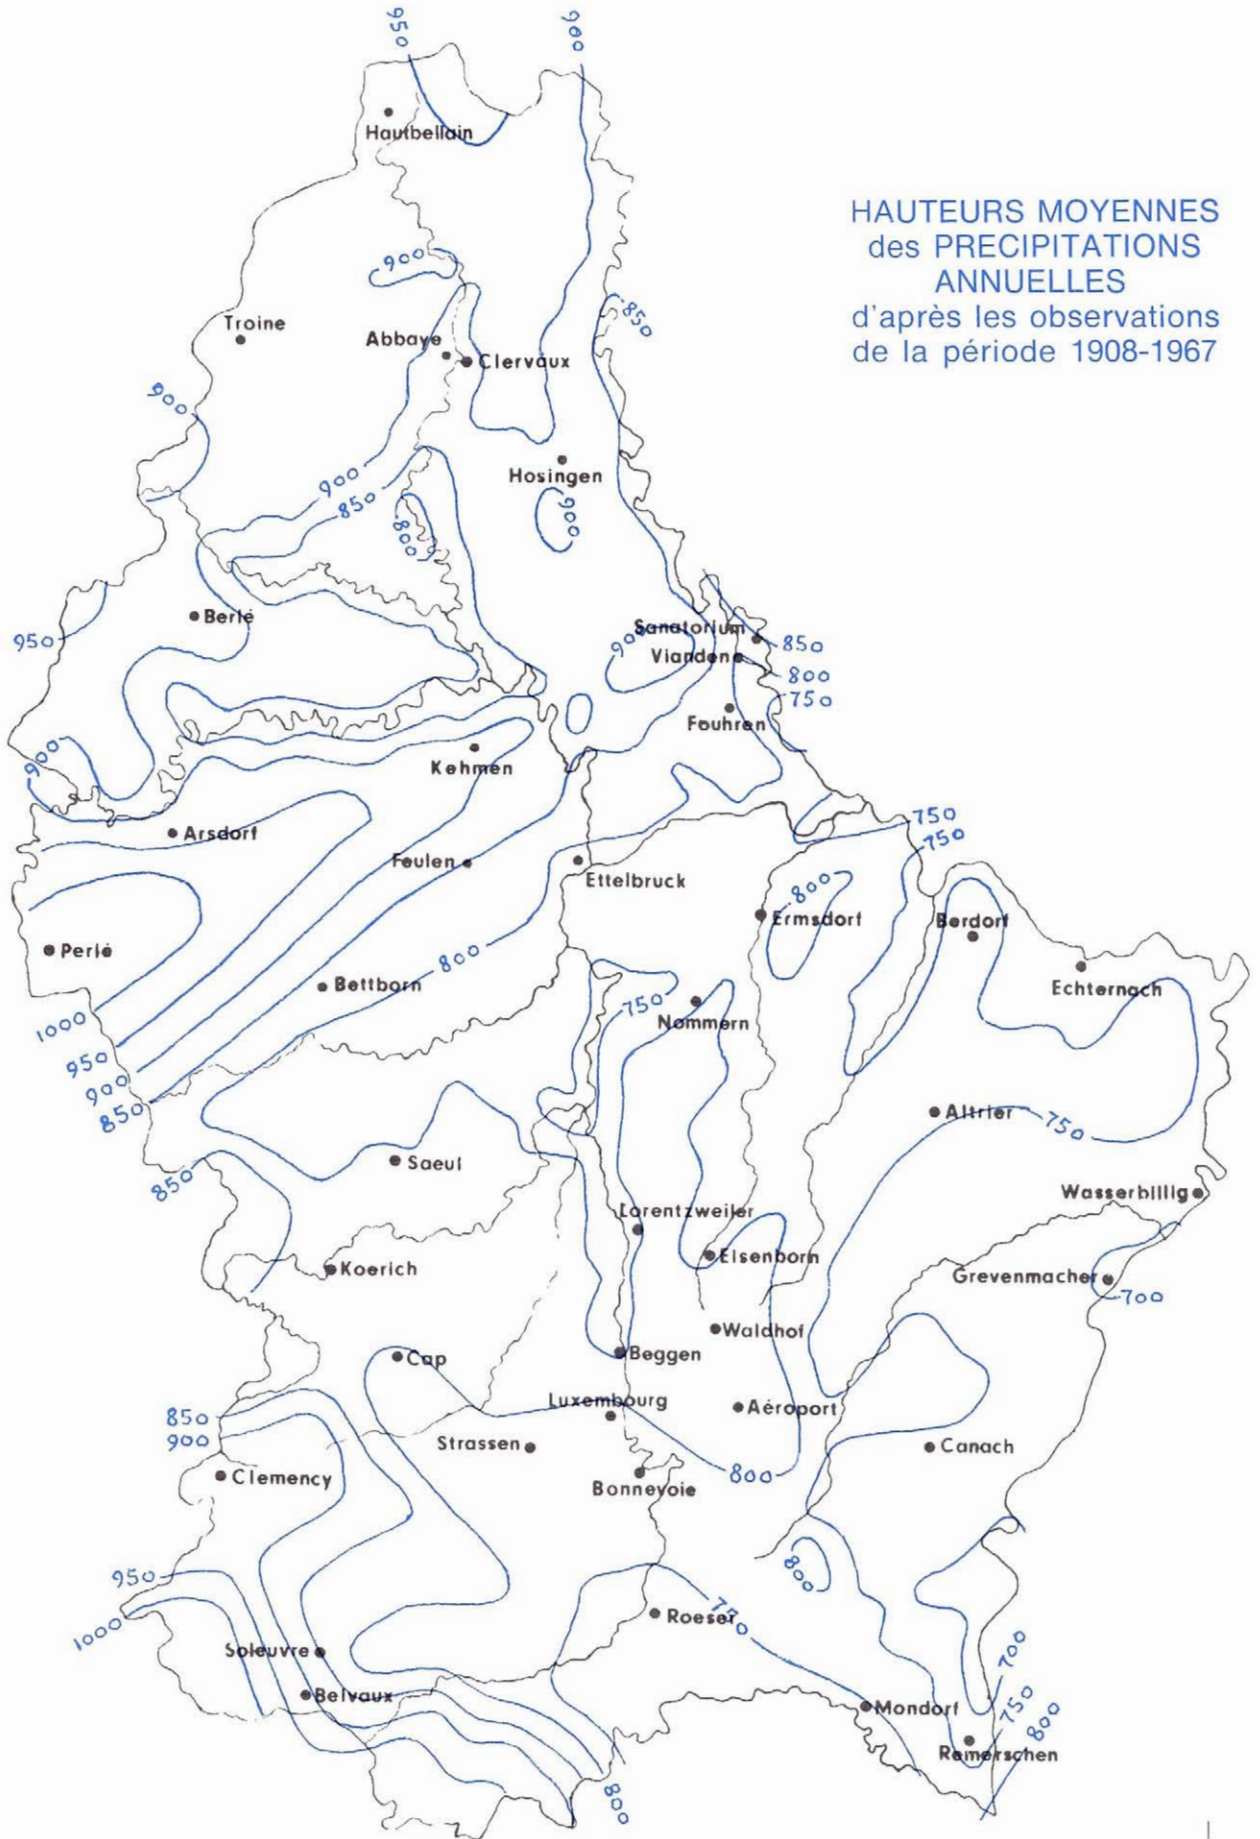 950
900
Hautbellain
HAUTEURS MOYENNES
des PRECIPITATIONS
ANNUELLES
d'après les observations
de la période 1908-1967
900
850
Troine
Abbaye
Clervaux
900
Hosingen
900
850
900
800
Berlé
950
Sanatorium
850
900
Vianden
800
750
Fouhren
900
Kehmen
Arsdorf
750
750
Feulen
Ettelbruck
800
Ermsdorf
Berdorf
Perlé
800
Bettborn
Echternach
750
Nommern
1000
950
900
850
Altrier
750
Saeul
850
Wasserbillig
Lorentzweiler
Eisenborn
Koerich
Grevenmacher
700
Waldhof
Beggen
Cap
Luxembourg
Aéroport
850
900
Strassen
Canach
Clemency
800
Bonnevoie
800
950
1000
750
Roeser
Soleuvre
700
Belvaux
Mondorf
750
800
Remerschen
800